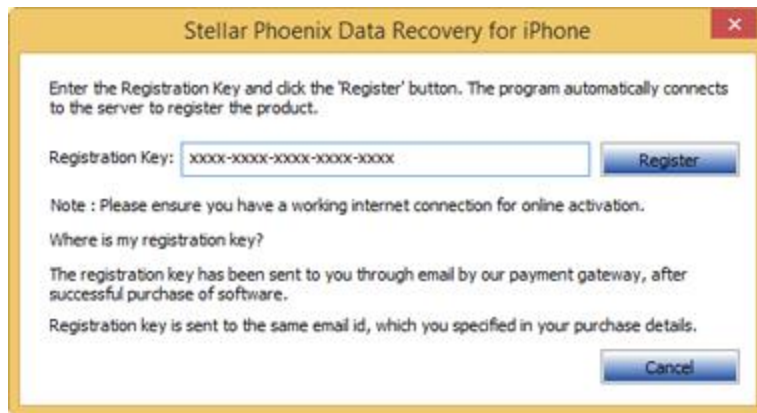 Stellar Phoenix Data Recovery for iPhone
Enter the Registration Key and click the 'Register' button. The program automatically connects
to the server to register the product.
Registration Key: xxxx-xxxx-xxxx-xxxx-xxxx Register
Note : Please ensure you have a working internet connection for online activation.
Where is my registration key?
The registration key has been sent to you through email by our payment gateway, after
successful purchase of software.
Registration key is sent to the same email id, which you specified in your purchase details.
Cancel